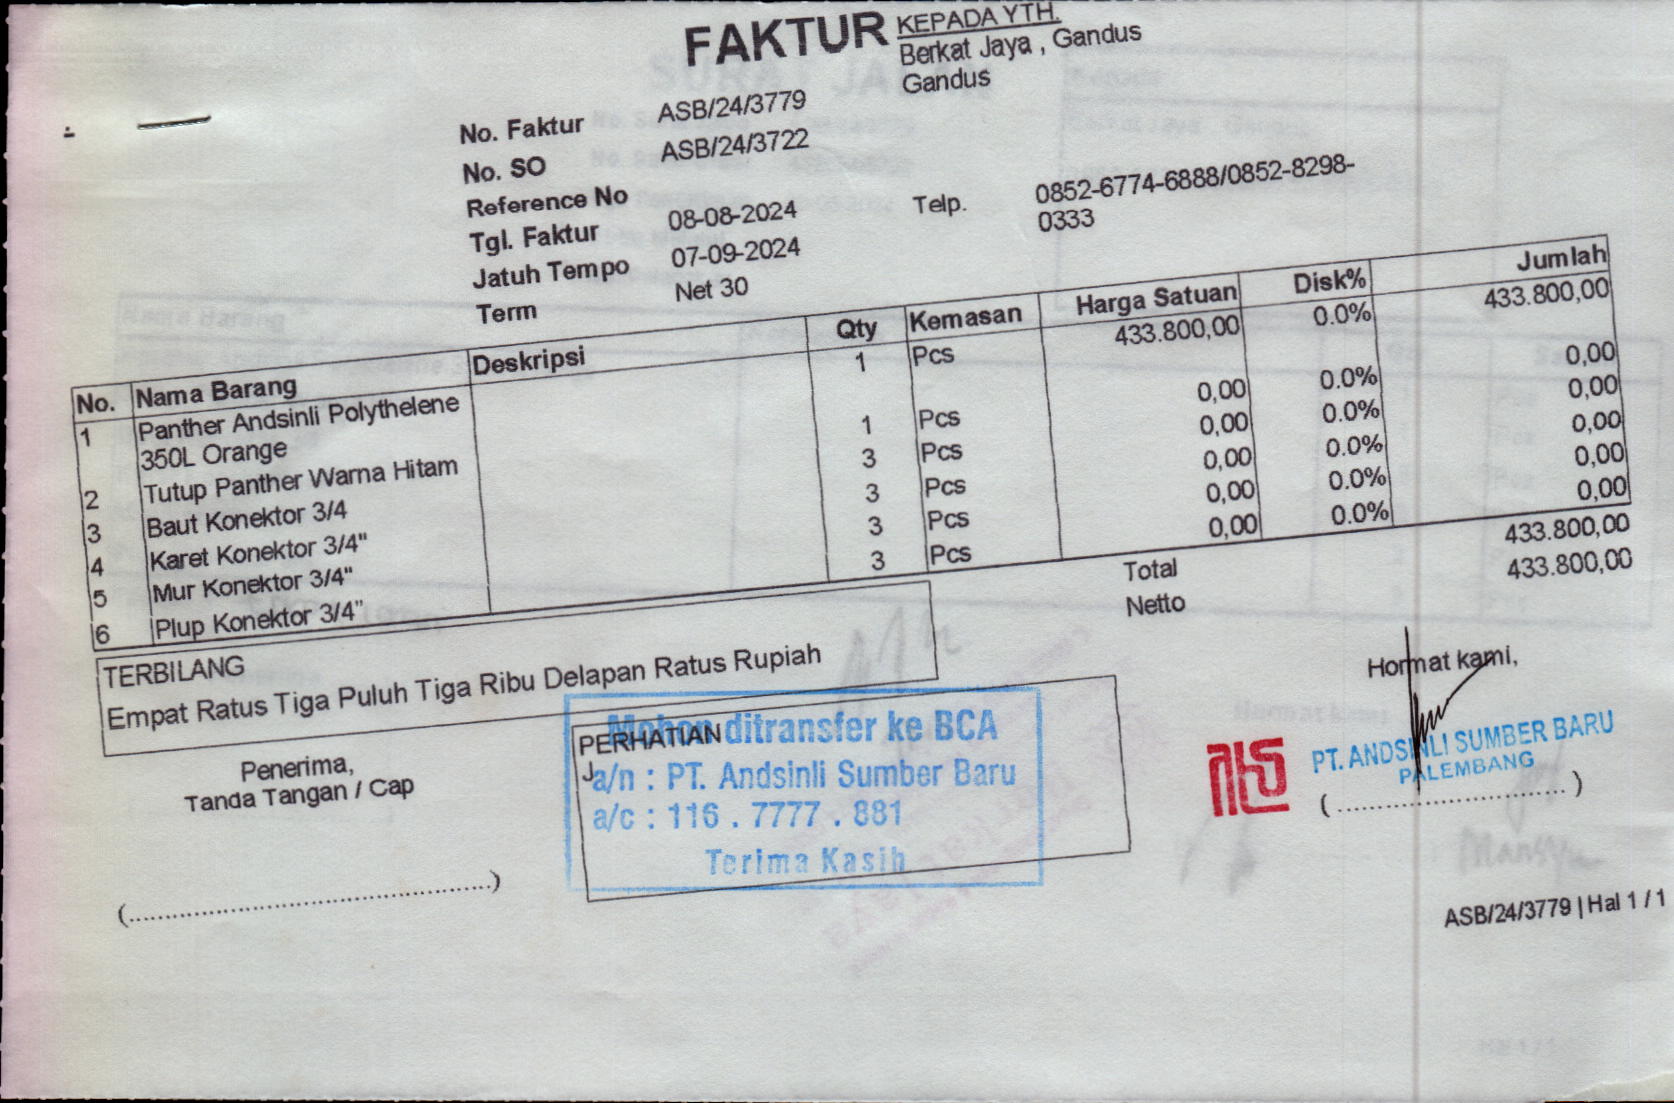 FAKTUR
KEPADA YTH.
Berkat Jaya , Gandus
Gandus
No. Faktur ASB/24/3779
No. SO ASB/24/3722
Reference No
Tgl. Faktur 08-08-2024
Jatuh Tempo 07-09-2024
Term Net 30
Telp. 0852-6774-6888/0852-8298-
0333
No. Nama Barang Deskripsi Qty Kemasan Harga Satuan Disk% Jumlah
1 Panther Andsinli Polythelene 1 Pcs 433.800,00 0.0% 433.800,00
350L Orange
2 Tutup Panther Warna Hitam 1 Pcs 0,00 0.0% 0,00
3 Baut Konektor 3/4 3 Pcs 0,00 0.0% 0,00
4 Karet Konektor 3/4" 3 Pcs 0,00 0.0% 0,00
5 Mur Konektor 3/4" 3 Pcs 0,00 0.0% 0,00
6 Plup Konektor 3/4" 3 Pcs 0,00 0.0% 0,00
Total 433.800,00
Netto 433.800,00
TERBILANG
Empat Ratus Tiga Puluh Tiga Ribu Delapan Ratus Rupiah
Penerima,
Tanda Tangan / Cap
(..................................................)
PERHATIAN
J
Mohon ditransfer ke BCA
a/n : PT. Andsinli Sumber Baru
a/c : 116 . 7777 . 881
Terima Kasih
Hormat kami,
PT. ANDSINLI SUMBER BARU
PALEMBANG
( ................................ )
ASB/24/3779 | Hal 1 / 1